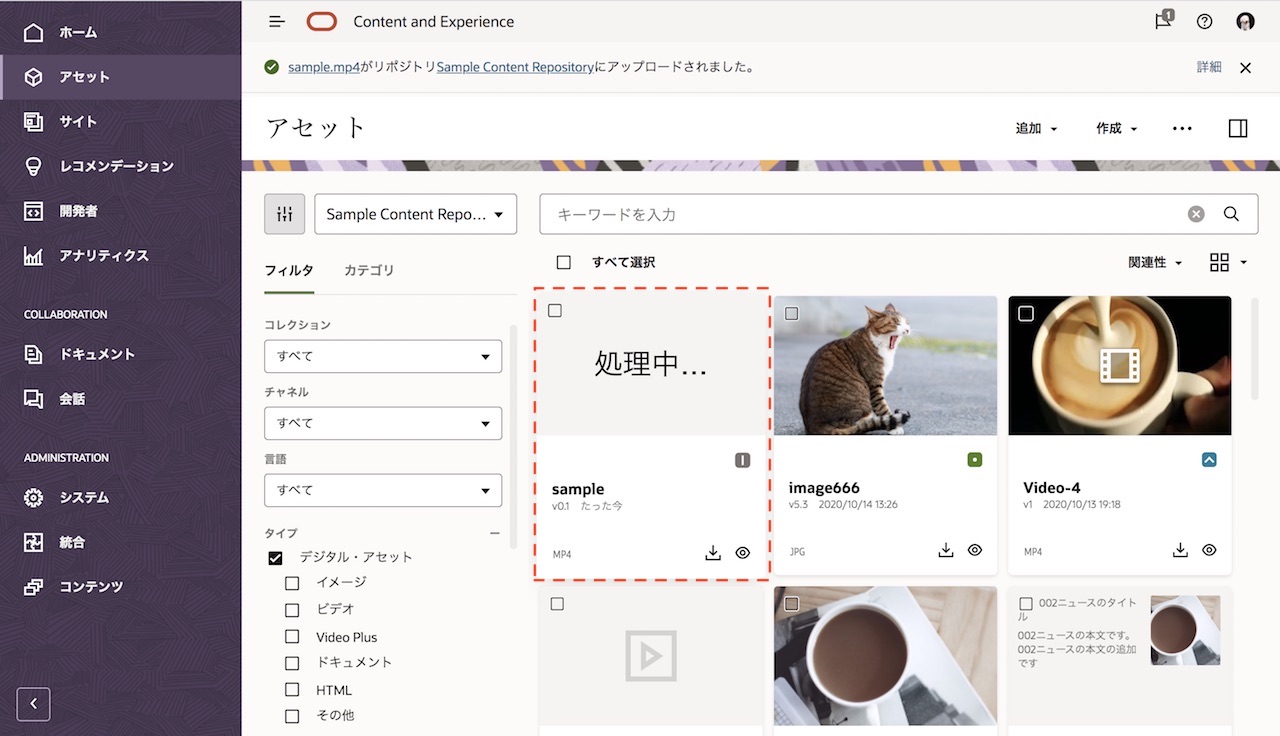 ホーム
アセット
サイト
レコメンデーション
開発者
アナリティクス
COLLABORATION
ドキュメント
会話
ADMINISTRATION
システム
統合
コンテンツ
Content and Experience
1
sample.mp4がリポジトリSample Content Repositoryにアップロードされました。
詳細
アセット
追加
作成
Sample Content Repo...
キーワードを入力
フィルタ
カテゴリ
すべて選択
関連性
コレクション
すべて
チャネル
すべて
言語
すべて
タイプ
デジタル・アセット
イメージ
ビデオ
Video Plus
ドキュメント
HTML
その他
処理中...
sample
v0.1 たった今
MP4
image666
v5.3 2020/10/14 13:26
JPG
Video-4
v1 2020/10/13 19:18
MP4
002ニュースのタイト
ル
002ニュースの本文です。
002ニュースの本文の追加
です